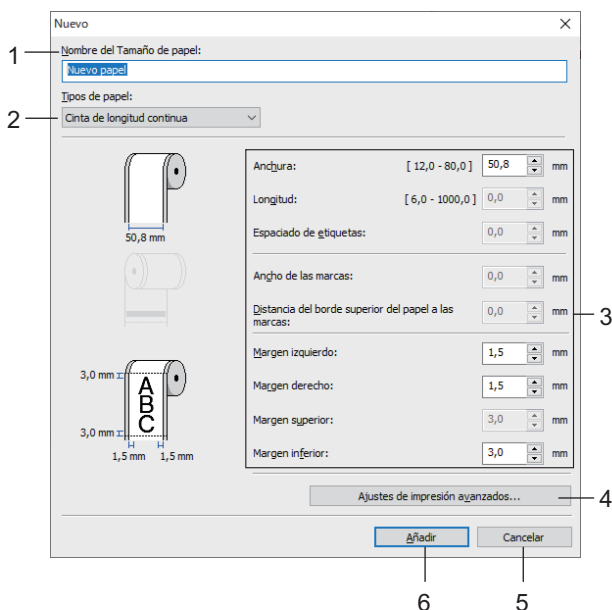 Nuevo
1
Nombre del Tamaño de papel:
Nuevo papel
Tipos de papel:
2
Cinta de longitud continua
50,8 mm
Anchura: [ 12,0 - 80,0 ] 50,8 mm
Longitud: [ 6,0 - 1000,0 ] 0,0 mm
Espaciado de etiquetas: 0,0 mm
Angho de las marcas: 0,0 mm
Distancia del borde superior del papel a las
marcas: 0,0 mm
3
3,0 mm
A
B
C
3,0 mm
1,5 mm 1,5 mm
Margen izquierdo: 1,5 mm
Margen derecho: 1,5 mm
Margen superior: 3,0 mm
Margen inferior: 3,0 mm
Ajustes de impresión avanzados...
4
Añadir
Cancelar
6
5